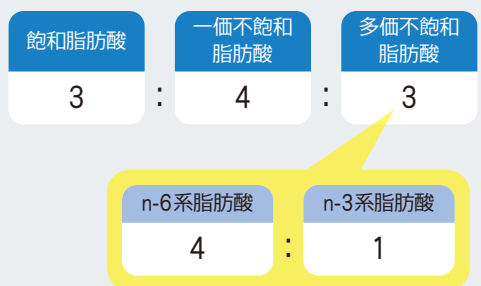 飽和脂肪酸
一価不飽和
脂肪酸
多価不飽和
脂肪酸
3 : 4 : 3
n-6系脂肪酸
n-3系脂肪酸
4 : 1